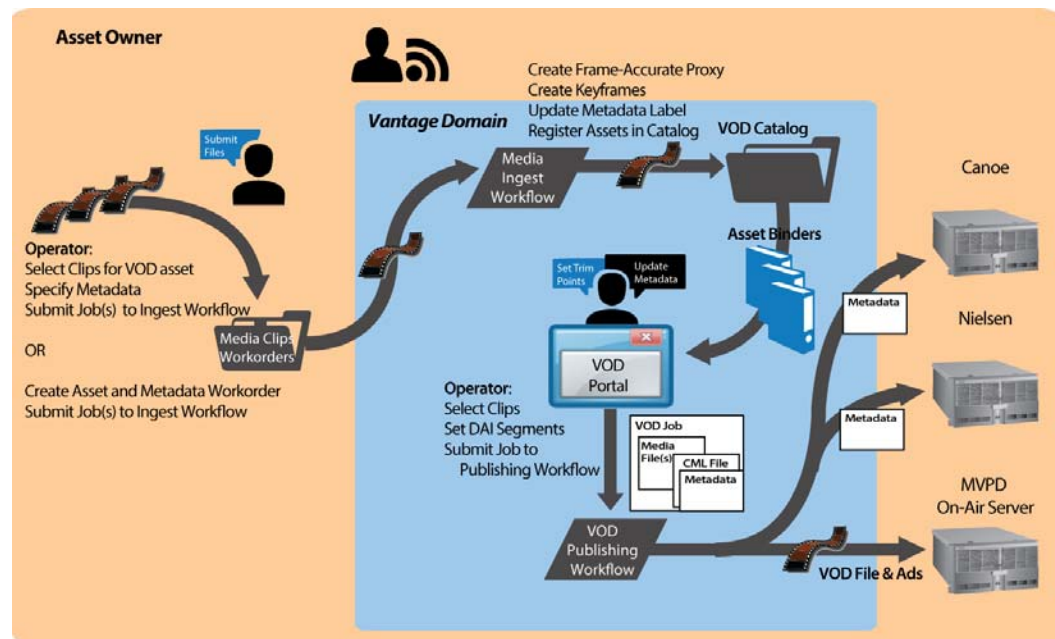 Asset Owner
Submit
Files
Operator:
Select Clips for VOD asset
Specify Metadata
Submit Job(s) to Ingest Workflow
OR
Create Asset and Metadata Workorder
Submit Job(s) to Ingest Workflow
Media Clips
Workorders
Create Frame-Accurate Proxy
Create Keyframes
Update Metadata Label
Register Assets in Catalog
Vantage Domain
Media
Ingest
Workflow
VOD Catalog
Asset Binders
Set Trim
Points
Update
Metadata
VOD
Portal
Operator:
Select Clips
Set DAI Segments
Submit Job to
Publishing Workflow
VOD Job
Media
File(s)
CML File
Metadata
VOD
Publishing
Workflow
Canoe
Metadata
Nielsen
Metadata
MVPD
On-Air Server
VOD File & Ads